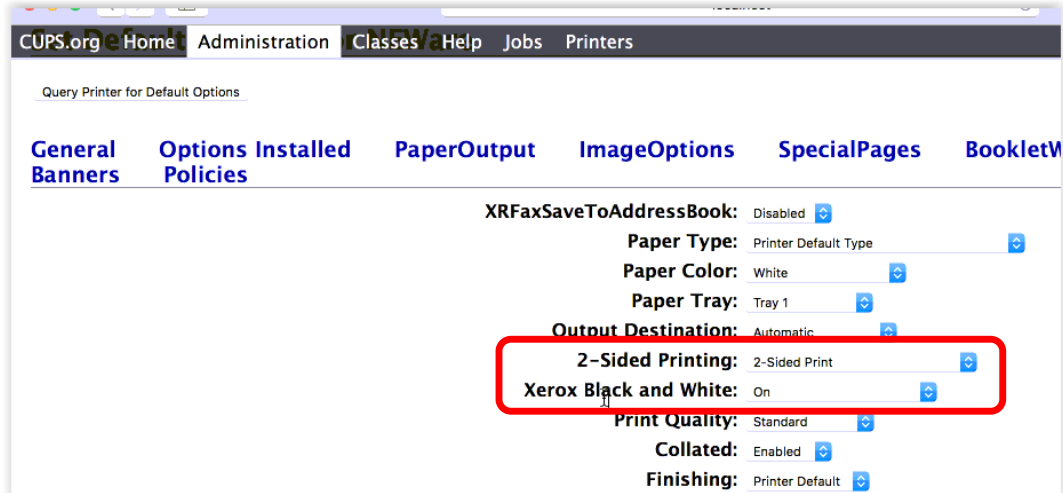 CUPS.org Home Administration Classes Help Jobs Printers
Query Printer for Default Options
General Options Installed PaperOutput ImageOptions SpecialPages
Banners Policies
XRFaxSaveToAddressBook: Disabled
Paper Type: Printer Default Type
Paper Color: White
Paper Tray: Tray 1
Output Destination: Automatic
2-Sided Printing: 2-Sided Print
Xerox Black and White: On
Print Quality: Standard
Collated: Enabled
Finishing: Printer Default